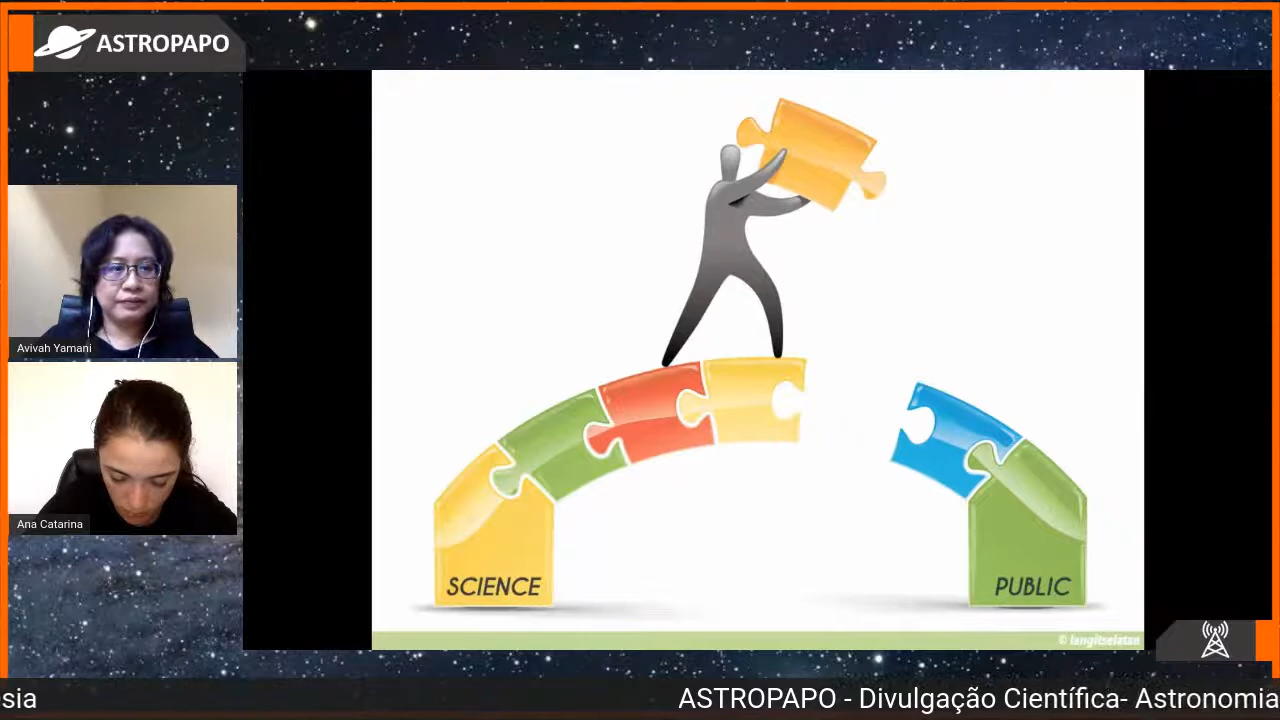 ASTROPAPO
Avivah Yamani
Ana Catarina
SCIENCE
PUBLIC
© langitselatan
sia
ASTROPAPO - Divulgação Científica- Astronomia